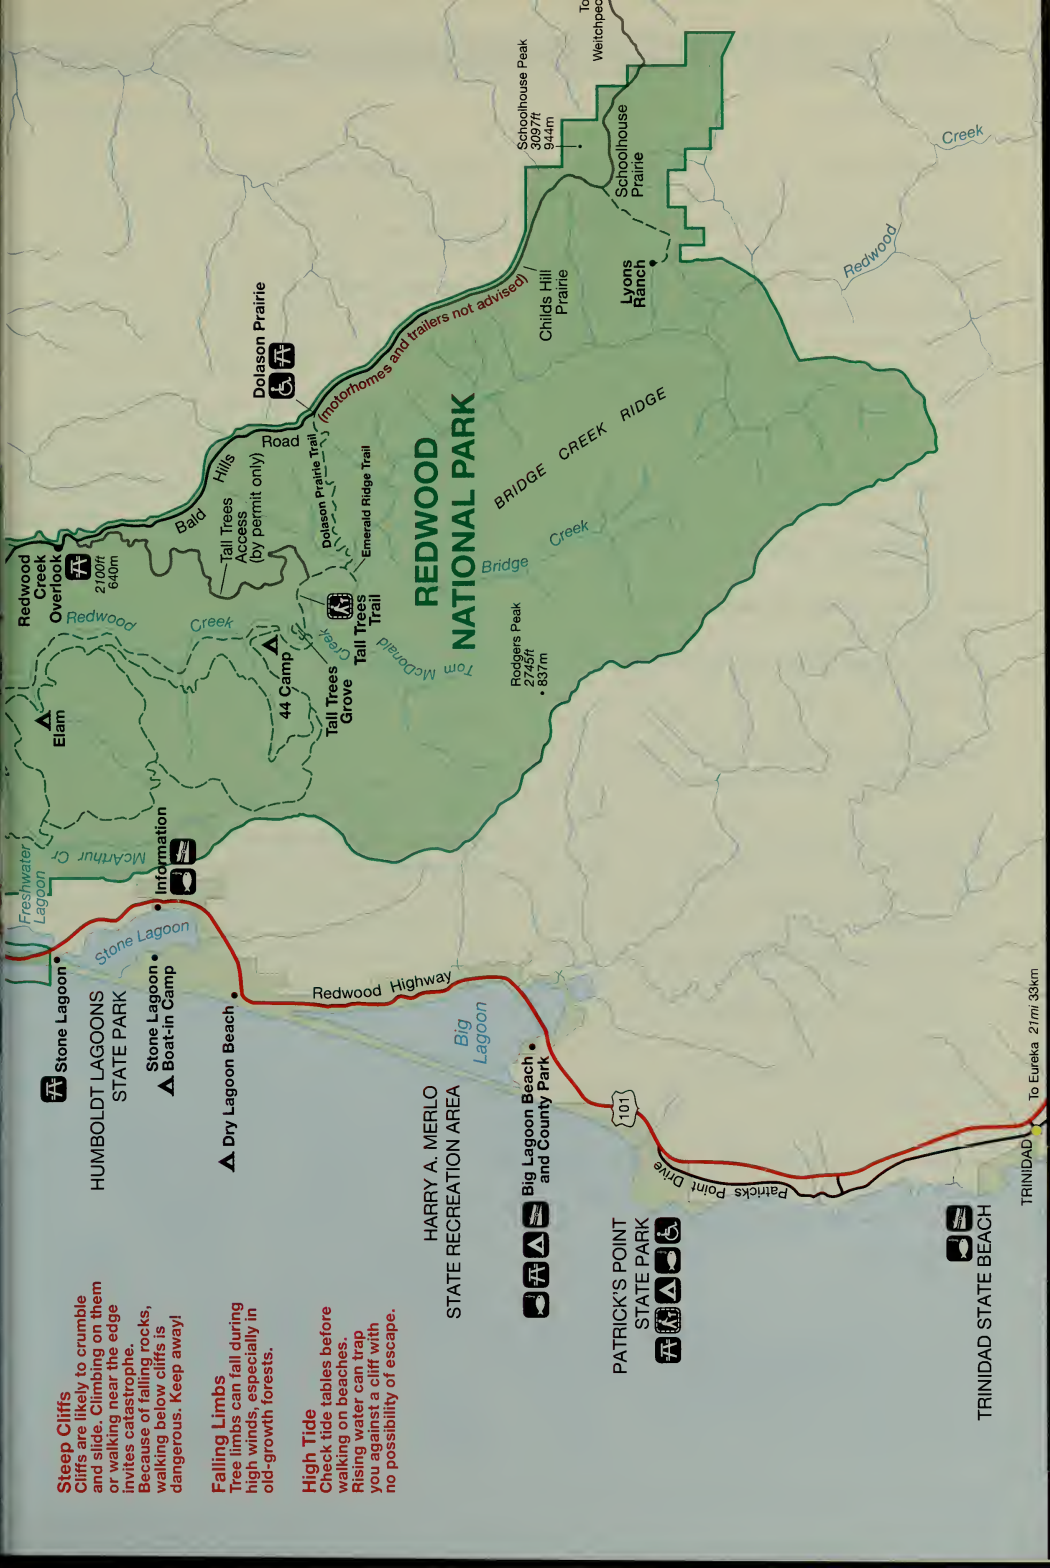 Steep Cliffs
Cliffs are likely to crumble
and slide. Climbing on them
or walking near the edge
invites catastrophe.
Because of falling rocks,
walking below cliffs is
dangerous. Keep away!
Falling Limbs
Tree limbs can fall during
high winds, especially in
old-growth forests.
High Tide
Check tide tables before
walking on beaches.
Rising water can trap
you against a cliff with
no possibility of escape.
Stone Lagoon
HUMBOLDT LAGOONS
STATE PARK
Stone Lagoon
Boat-in Camp
Dry Lagoon Beach
HARRY A. MERLO
STATE RECREATION AREA
Big Lagoon Beach
and County Park
PATRICK'S POINT
STATE PARK
TRINIDAD STATE BEACH
TRINIDAD
To Eureka 21mi 33km
Patricks Point Drive
101
Big
Lagoon
Redwood Highway
Stone Lagoon
Freshwater
Lagoon
Information
McArthur Cr
Elam
44 Camp
Tall Trees
Grove
Tall Trees
Trail
Redwood
Creek
Creek
Tom McDonald
Redwood
Creek
Overlook
2100ft
640m
Bald
Hills
Road
Tall Trees
Access
(by permit only)
Dolason Prairie Trail
Emerald Ridge Trail
Dolason Prairie
(motorhomes and trailers not advised)
REDWOOD
NATIONAL PARK
Bridge
Creek
BRIDGE CREEK RIDGE
Rodgers Peak
2745ft
837m
Childs Hill
Prairie
Lyons
Ranch
Schoolhouse
Prairie
Schoolhouse Peak
3097ft
944m
To
Weitchpec
Redwood
Creek